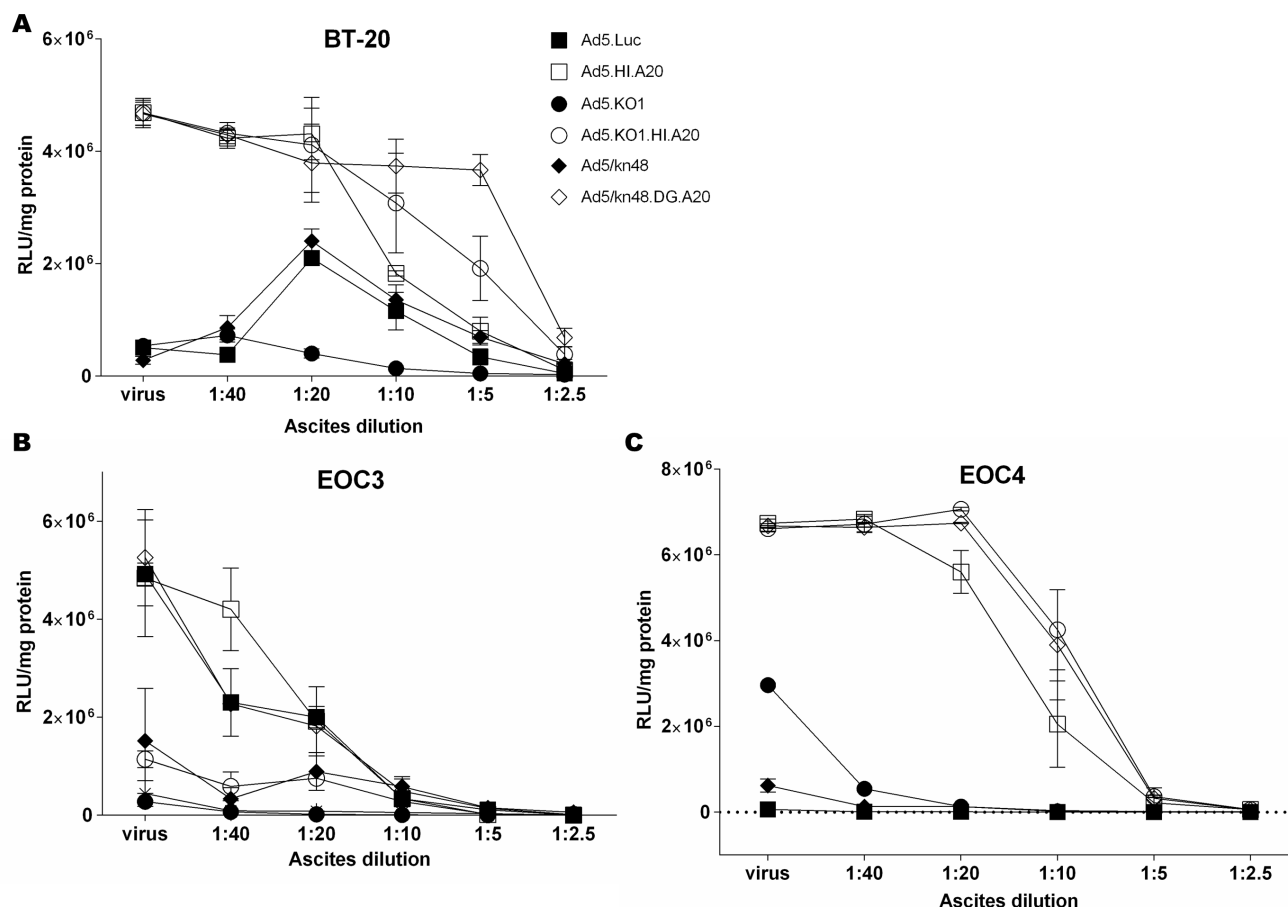 A
BT-20
6×10⁶
4×10⁶
2×10⁶
0
RLU/mg protein
virus 1:40 1:20 1:10 1:5 1:2.5
Ascites dilution
Ad5.Luc
Ad5.HI.A20
Ad5.KO1
Ad5.KO1.HI.A20
Ad5/kn48
Ad5/kn48.DG.A20
B
EOC3
6×10⁶
4×10⁶
2×10⁶
0
RLU/mg protein
virus 1:40 1:20 1:10 1:5 1:2.5
Ascites dilution
C
EOC4
8×10⁶
6×10⁶
4×10⁶
2×10⁶
0
RLU/mg protein
virus 1:40 1:20 1:10 1:5 1:2.5
Ascites dilution